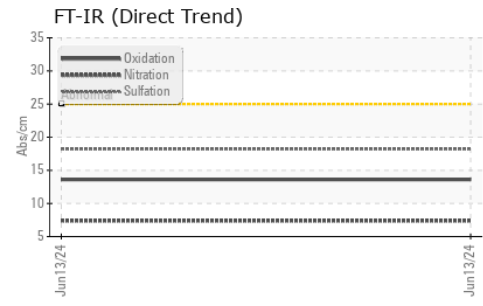 FT-IR (Direct Trend)
35
30
25
20
15
10
5
Abs/cm
Oxidation
Nitration
Sulfation
Abnormal
Jun13/24
Jun13/24